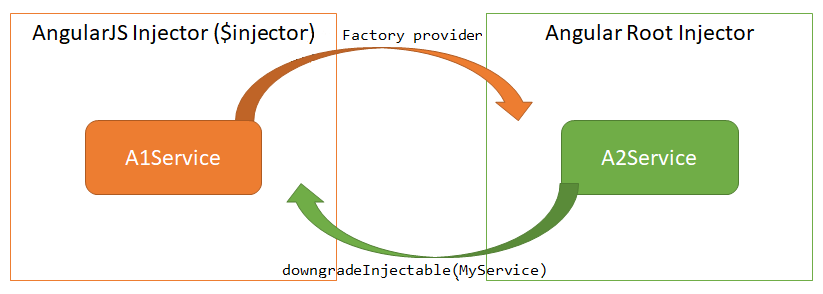 AngularJS Injector ($injector)
Factory provider
Angular Root Injector
A1Service
A2Service
downgradeInjectable(MyService)